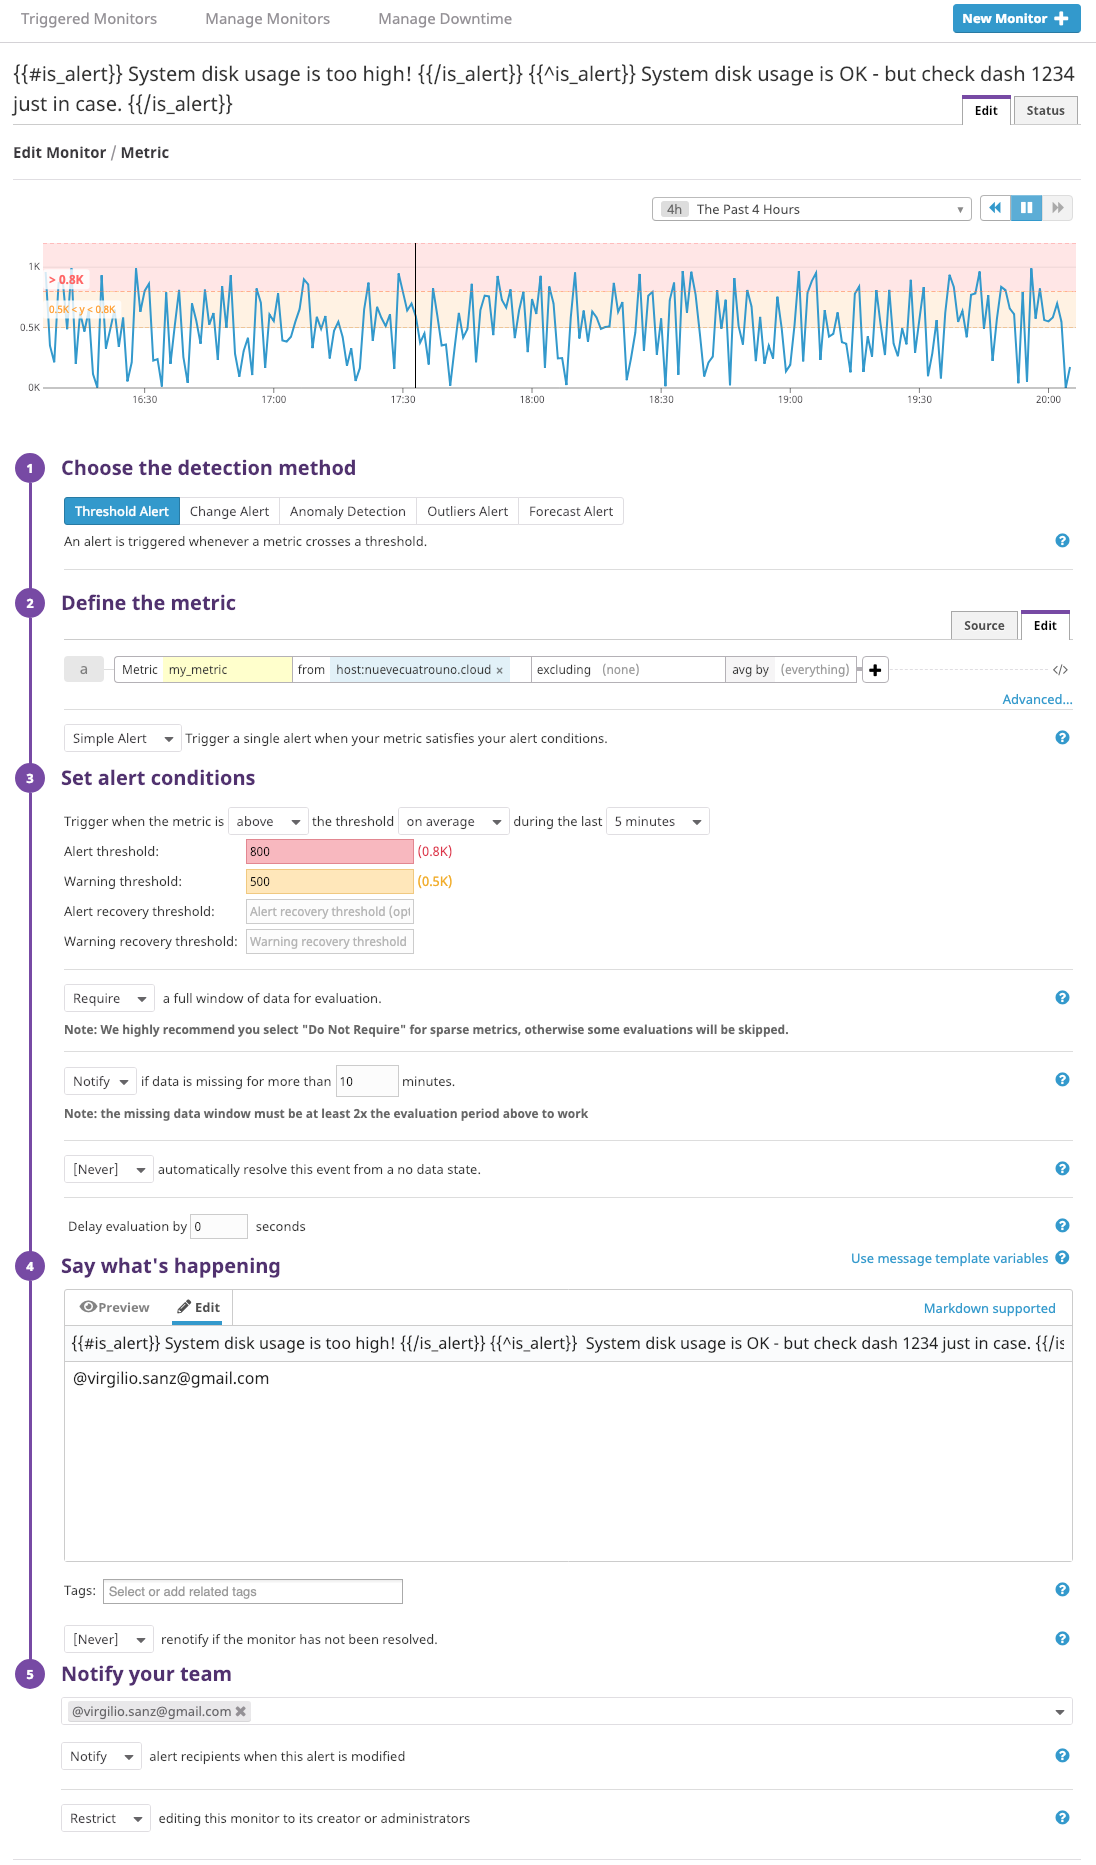 Triggered Monitors Manage Monitors Manage Downtime New Monitor
{{#is_alert}} System disk usage is too high! {{/is_alert}} {{^is_alert}} System disk usage is OK - but check dash 1234
just in case. {{/is_alert}}
Edit Status
Edit Monitor / Metric
4h The Past 4 Hours
1K
> 0.8K
0.5K < y < 0.8K
0.5K
0K
16:30 17:00 17:30 18:00 18:30 19:00 19:30 20:00
1 Choose the detection method
Threshold Alert Change Alert Anomaly Detection Outliers Alert Forecast Alert
An alert is triggered whenever a metric crosses a threshold. ?
2 Define the metric
Source Edit
a Metric my_metric from host:nuevecuatrouno.cloud × excluding (none) avg by (everything) + </>
Advanced...
Simple Alert Trigger a single alert when your metric satisfies your alert conditions. ?
3 Set alert conditions
Trigger when the metric is above the threshold on average during the last 5 minutes
Alert threshold: 800 (0.8K)
Warning threshold: 500 (0.5K)
Alert recovery threshold: Alert recovery threshold (opt
Warning recovery threshold: Warning recovery threshold
Require a full window of data for evaluation. ?
Note: We highly recommend you select "Do Not Require" for sparse metrics, otherwise some evaluations will be skipped.
Notify if data is missing for more than 10 minutes. ?
Note: the missing data window must be at least 2x the evaluation period above to work
[Never] automatically resolve this event from a no data state. ?
Delay evaluation by 0 seconds ?
4 Say what's happening Use message template variables ?
Preview Edit Markdown supported
{{#is_alert}} System disk usage is too high! {{/is_alert}} {{^is_alert}} System disk usage is OK - but check dash 1234 just in case. {{/is
@virgilio.sanz@gmail.com
Tags: Select or add related tags ?
[Never] renotify if the monitor has not been resolved. ?
5 Notify your team
@virgilio.sanz@gmail.com ×
Notify alert recipients when this alert is modified ?
Restrict editing this monitor to its creator or administrators ?